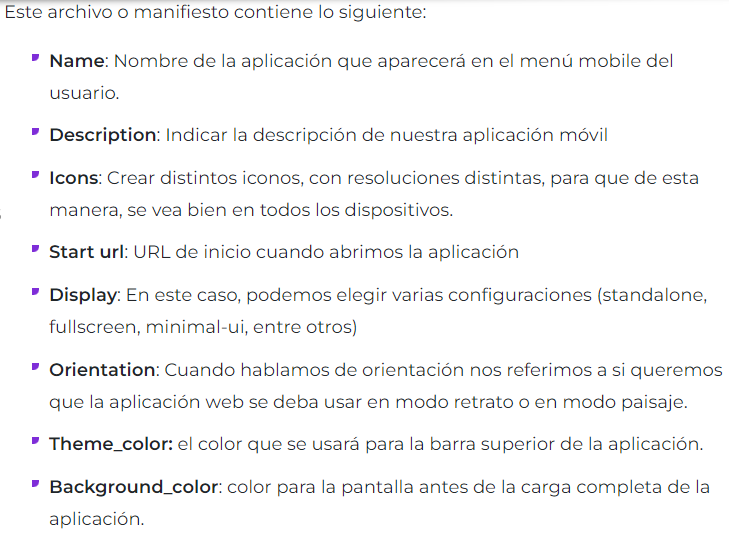 Este archivo o manifiesto contiene lo siguiente:
Name: Nombre de la aplicación que aparecerá en el menú mobile del
usuario.
Description: Indicar la descripción de nuestra aplicación móvil
Icons: Crear distintos iconos, con resoluciones distintas, para que de esta
manera, se vea bien en todos los dispositivos.
Start url: URL de inicio cuando abrimos la aplicación
Display: En este caso, podemos elegir varias configuraciones (standalone,
fullscreen, minimal-ui, entre otros)
Orientation: Cuando hablamos de orientación nos referimos a si queremos
que la aplicación web se deba usar en modo retrato o en modo paisaje.
Theme_color: el color que se usará para la barra superior de la aplicación.
Background_color: color para la pantalla antes de la carga completa de la
aplicación.